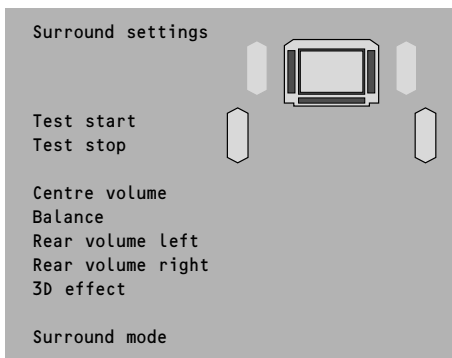 Surround settings
Test start
Test stop
Centre volume
Balance
Rear volume left
Rear volume right
3D effect
Surround mode